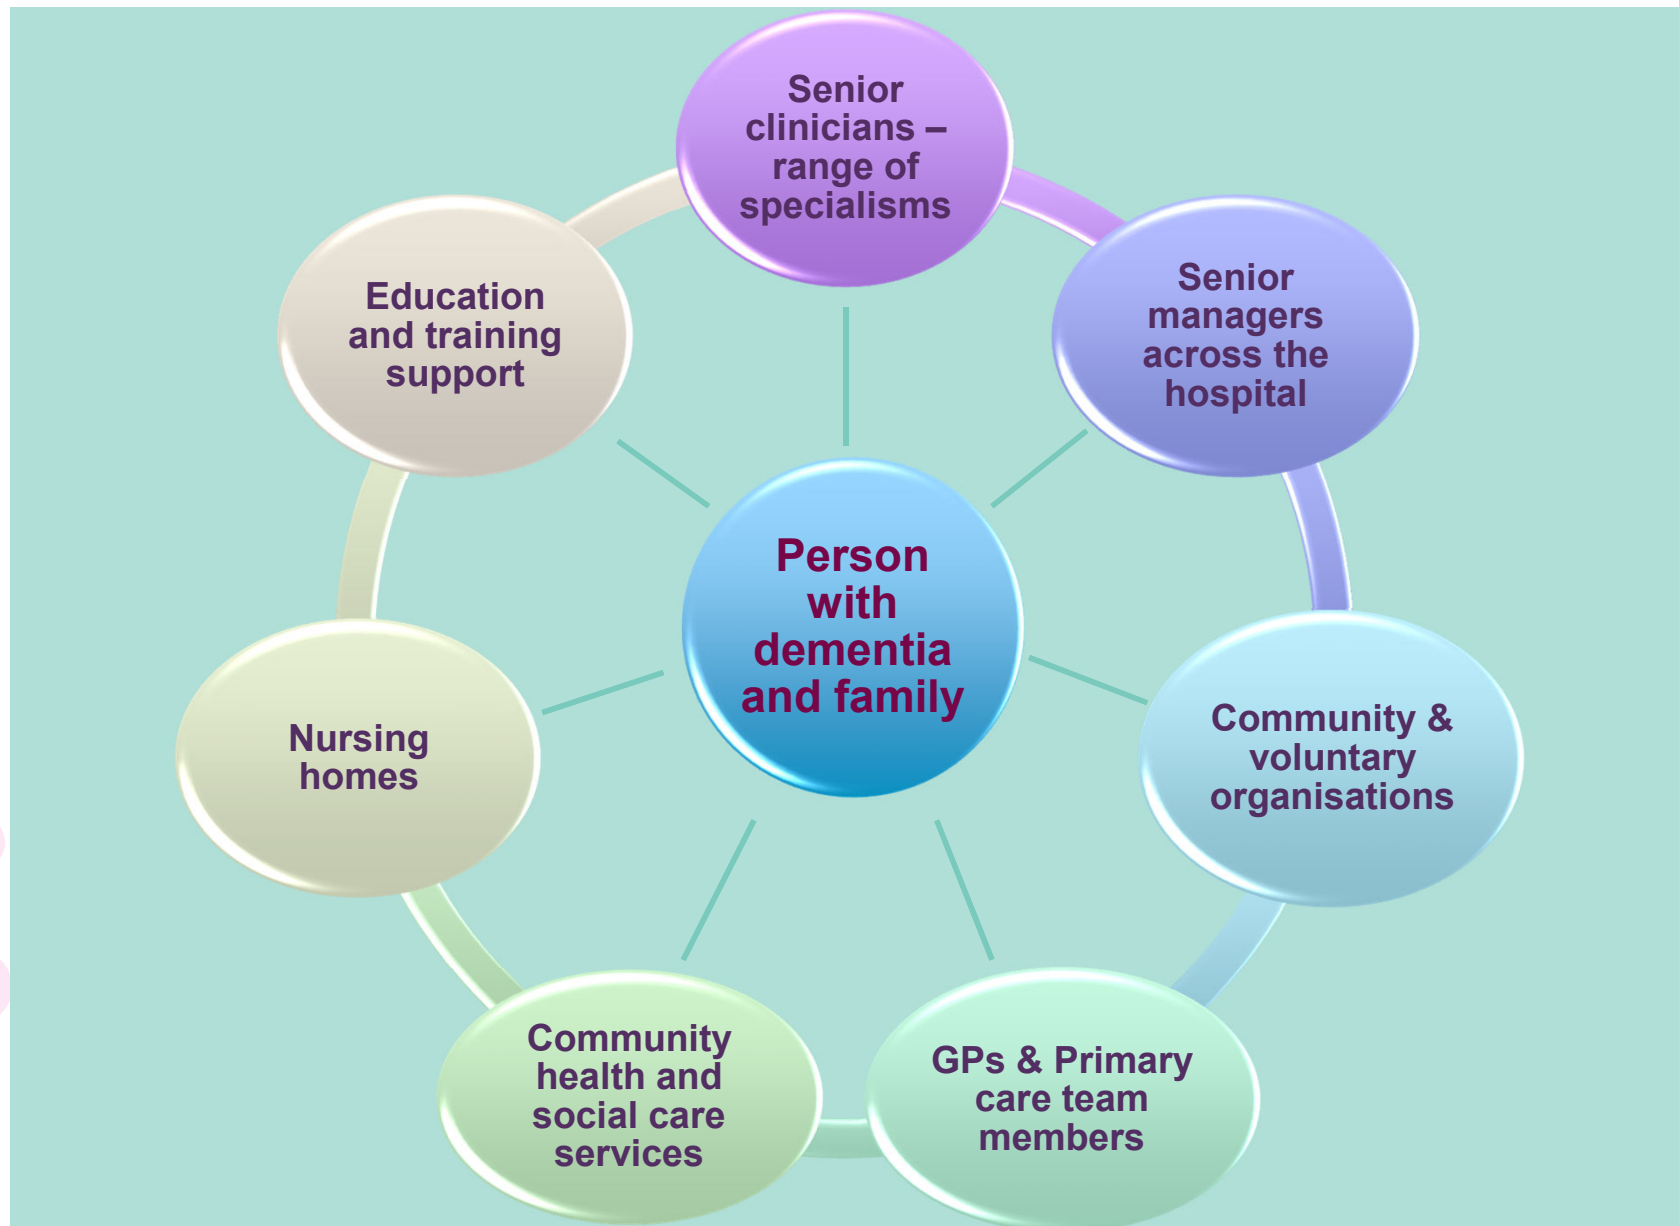 Senior
clinicians –
range of
specialisms
Senior
managers
across the
hospital
Community &
voluntary
organisations
GPs & Primary
care team
members
Community
health and
social care
services
Nursing
homes
Education
and training
support
Person
with
dementia
and family